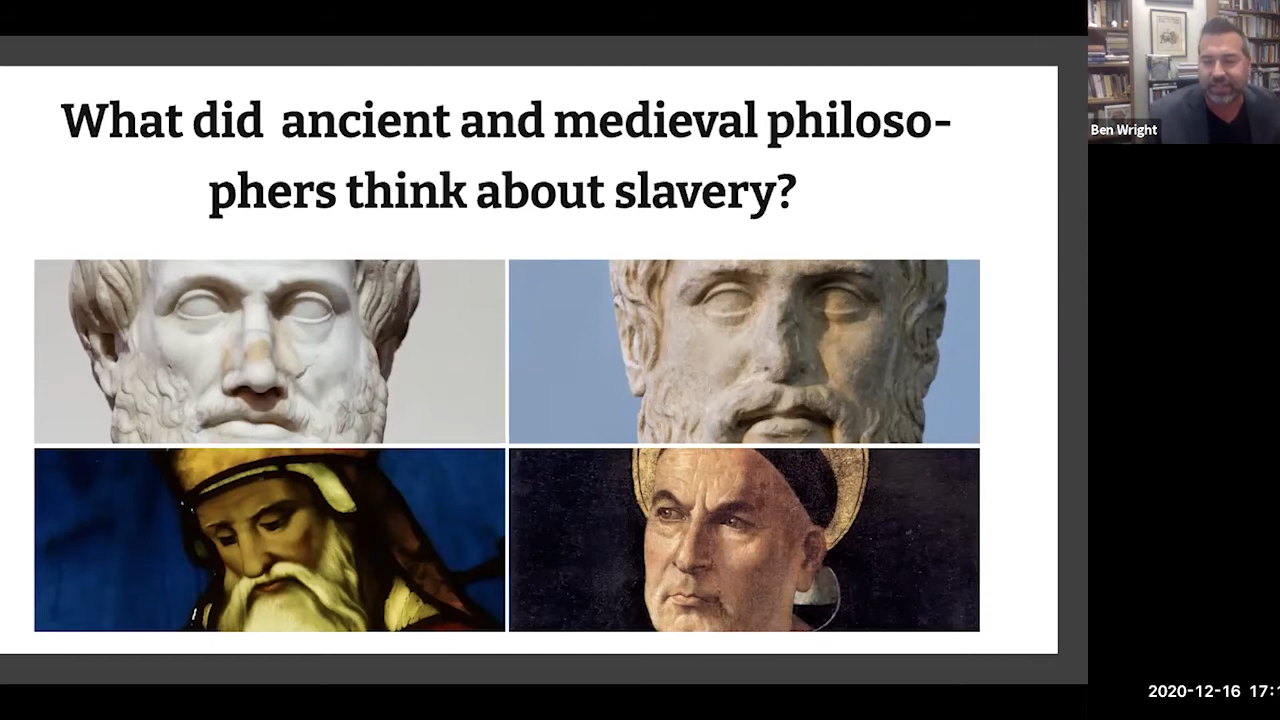 What did ancient and medieval philoso-
phers think about slavery?
Ben Wright
2020-12-16 17:1